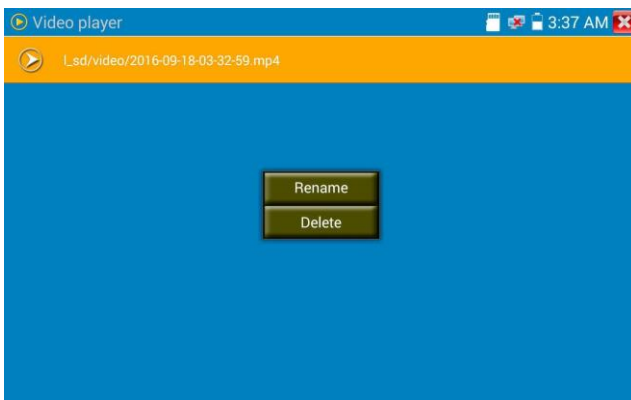 Video player
3:37 AM
l_sd/video/2016-09-18-03-32-59.mp4
Rename
Delete